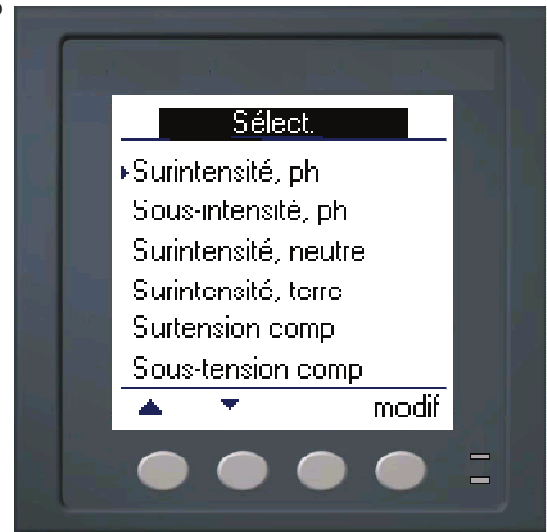 Sélect.
Surintensité, ph
Sous-intensité, ph
Surintensité, neutre
Surintensité, terre
Surtension comp
Sous-tension comp
modif